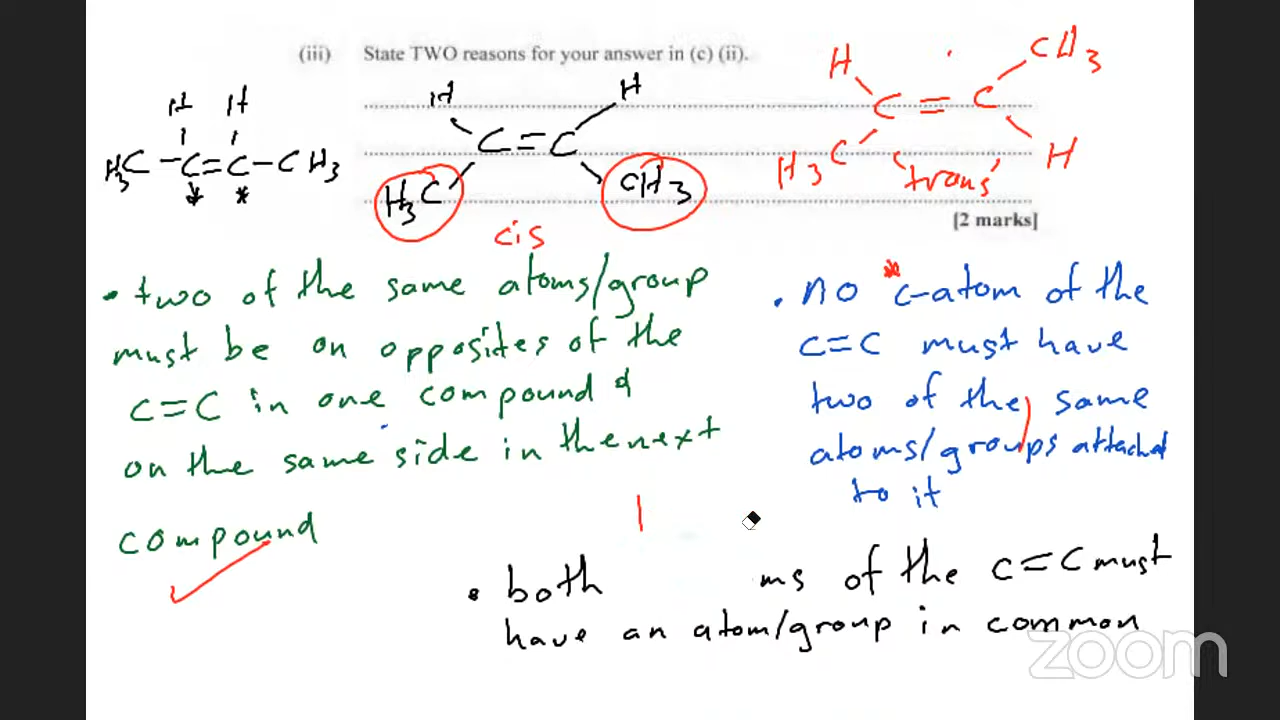 (iii) State TWO reasons for your answer in (c) (ii).
H H
H3C - C = C - CH3
* *
H H
C = C
H3C CH3
cis
H CH3
C = C
H3C H
'trans'
[2 marks]
• two of the same atoms/group
must be on opposites of the
C=C in one compound &
on the same side in the next
compound
• no * C-atom of the
C=C must have
two of the same
atoms/groups attached
to it
• both ms of the C=C must
have an atom/group in common
zoom